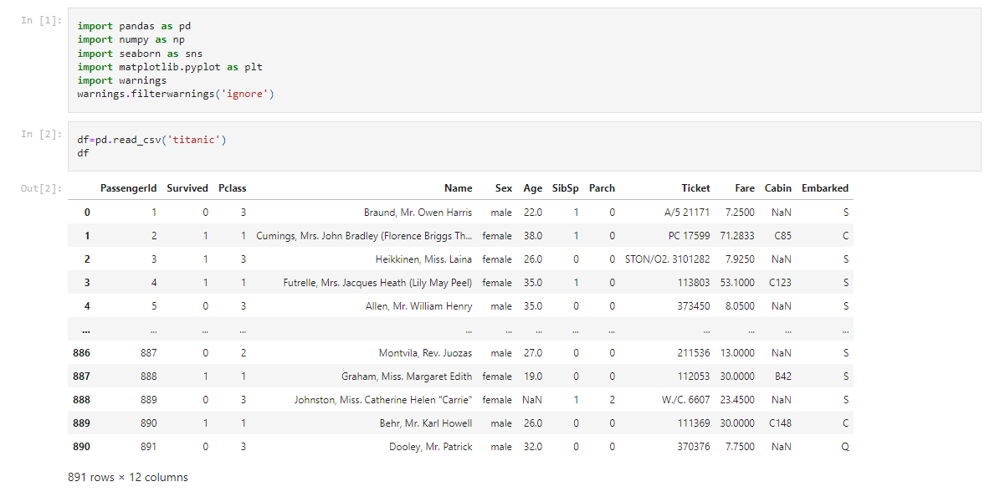 In [1]:
import pandas as pd
import numpy as np
import seaborn as sns
import matplotlib.pyplot as plt
import warnings
warnings.filterwarnings('ignore')
In [2]:
df=pd.read_csv('titanic')
df
Out[2]:
PassengerId Survived Pclass Name Sex Age SibSp Parch Ticket Fare Cabin Embarked
0 1 0 3 Braund, Mr. Owen Harris male 22.0 1 0 A/5 21171 7.2500 NaN S
1 2 1 1 Cumings, Mrs. John Bradley (Florence Briggs Th... female 38.0 1 0 PC 17599 71.2833 C85 C
2 3 1 3 Heikkinen, Miss. Laina female 26.0 0 0 STON/O2. 3101282 7.9250 NaN S
3 4 1 1 Futrelle, Mrs. Jacques Heath (Lily May Peel) female 35.0 1 0 113803 53.1000 C123 S
4 5 0 3 Allen, Mr. William Henry male 35.0 0 0 373450 8.0500 NaN S
... ... ... ... ... ... ... ... ... ... ... ... ...
886 887 0 2 Montvila, Rev. Juozas male 27.0 0 0 211536 13.0000 NaN S
887 888 1 1 Graham, Miss. Margaret Edith female 19.0 0 0 112053 30.0000 B42 S
888 889 0 3 Johnston, Miss. Catherine Helen "Carrie" female NaN 1 2 W./C. 6607 23.4500 NaN S
889 890 1 1 Behr, Mr. Karl Howell male 26.0 0 0 111369 30.0000 C148 C
890 891 0 3 Dooley, Mr. Patrick male 32.0 0 0 370376 7.7500 NaN Q
891 rows × 12 columns